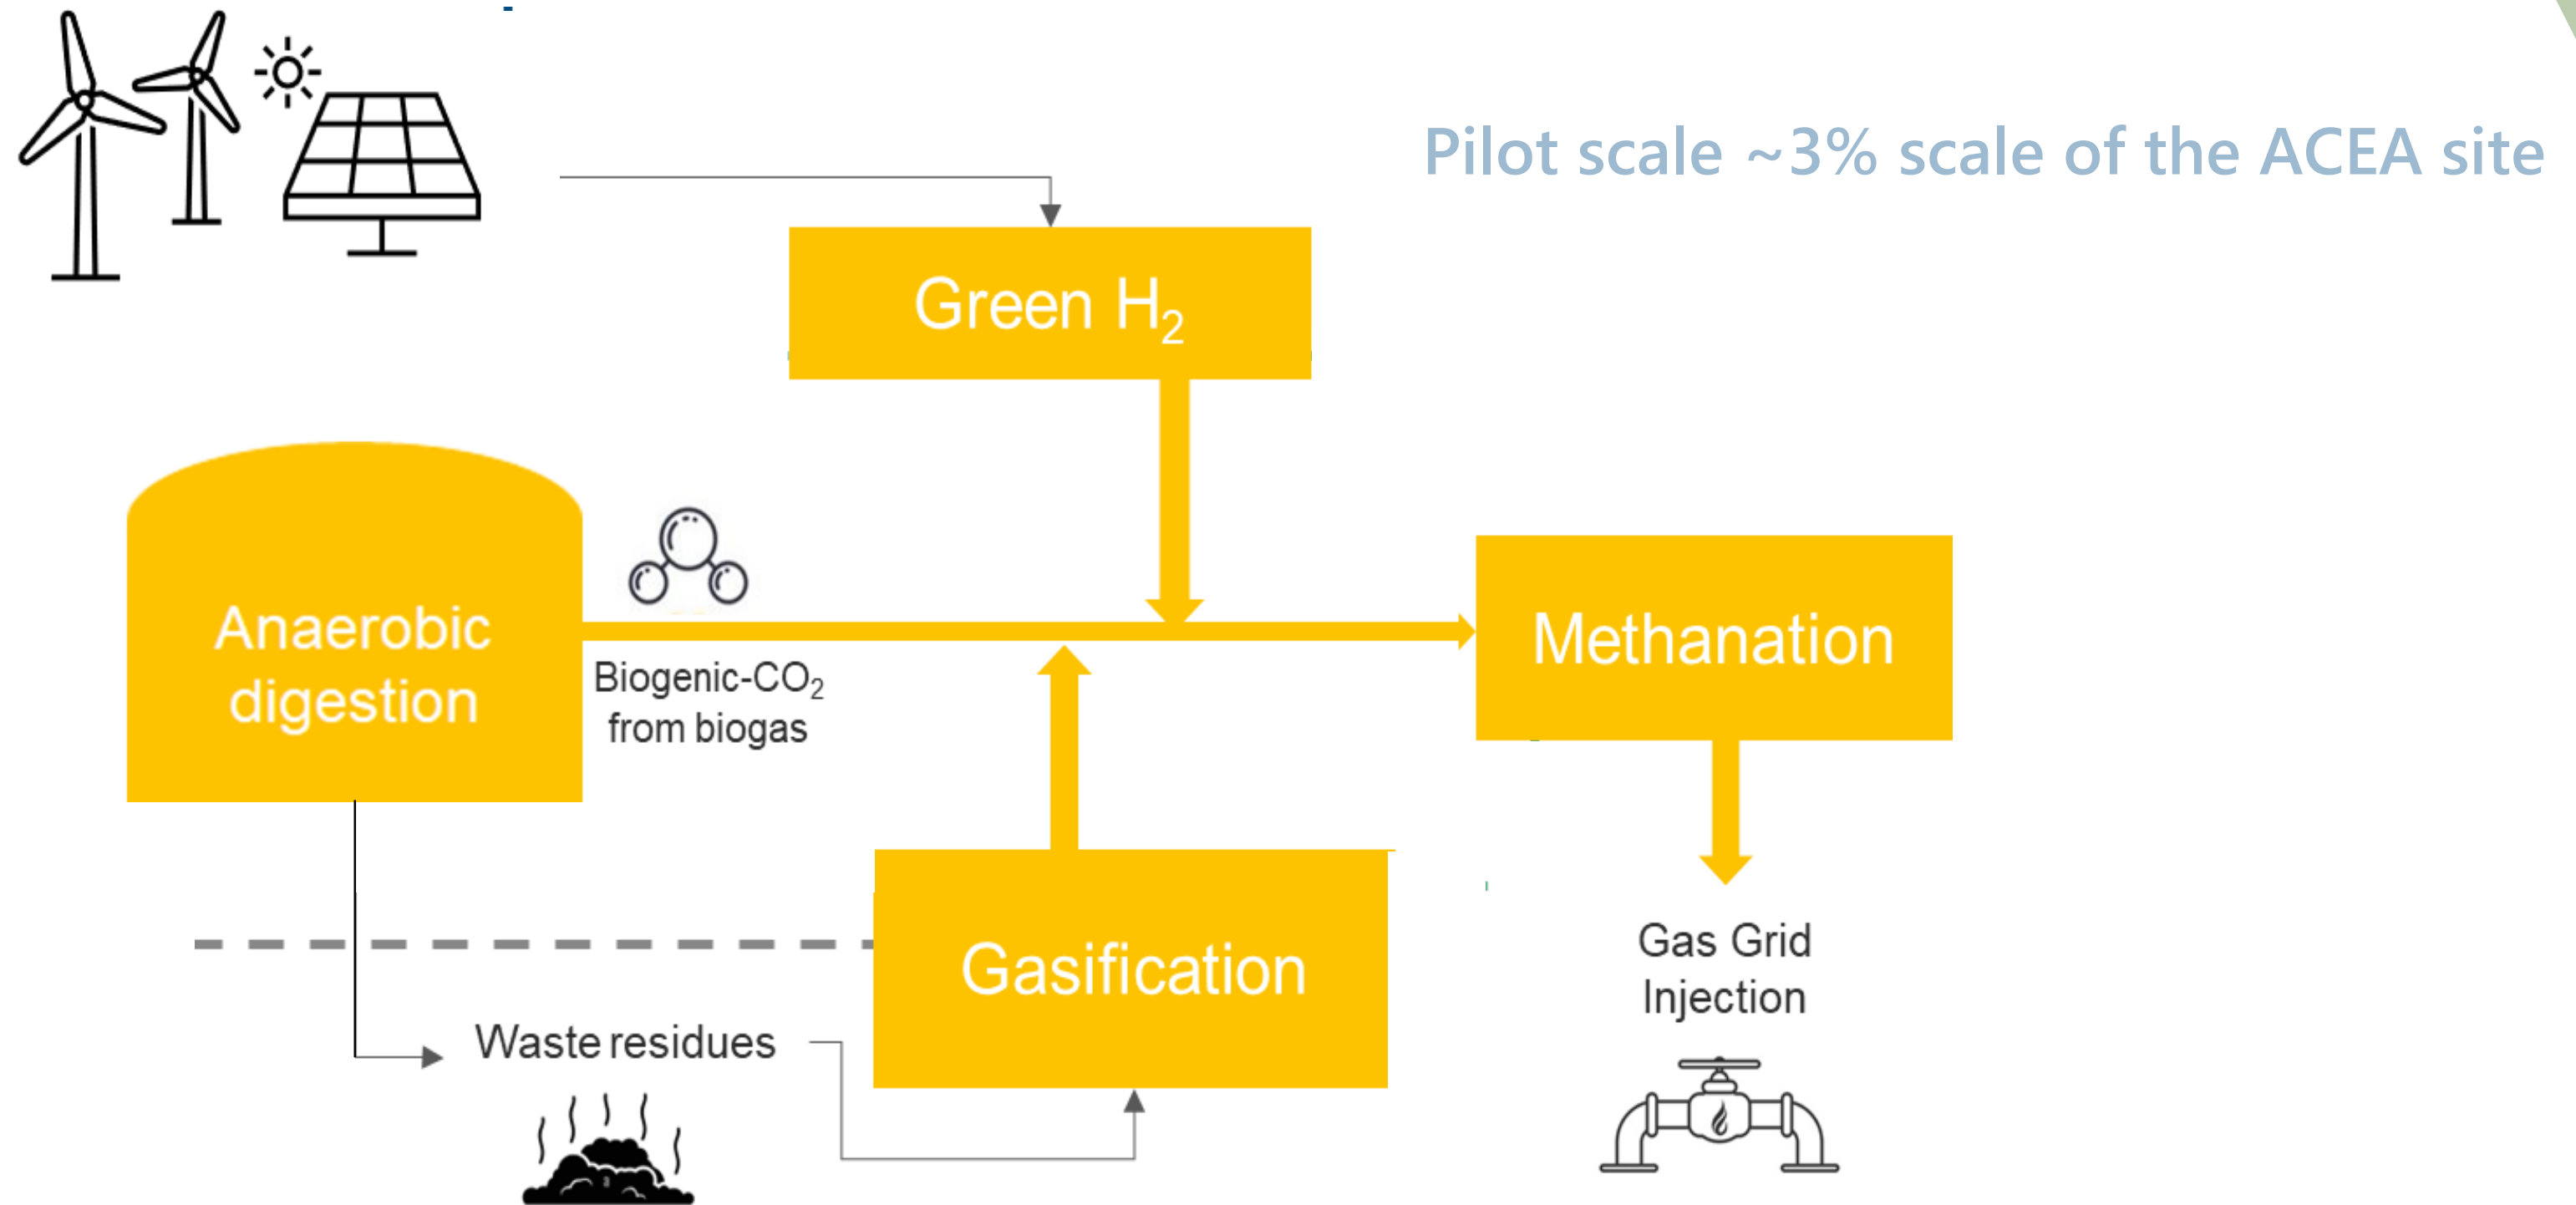 Pilot scale ~3% scale of the ACEA site
Green H₂
Anaerobic
digestion
Biogenic-CO₂
from biogas
Methanation
Gasification
Waste residues
Gas Grid
Injection